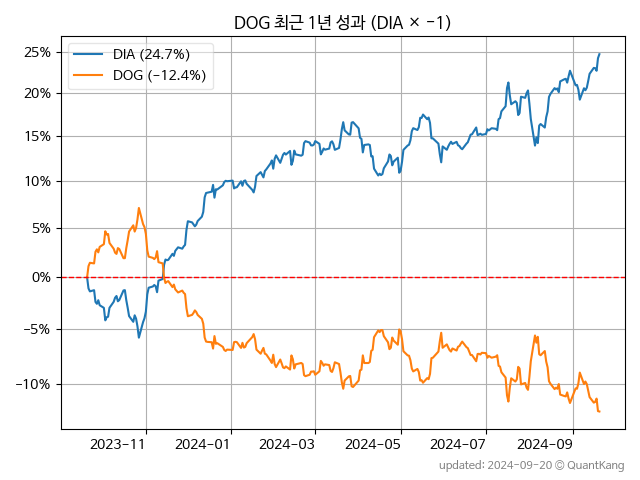 DOG 최근 1년 성과 (DIA × −1)
DIA (24.7%)
DOG (−12.4%)
25%
20%
15%
10%
5%
0%
−5%
−10%
2023−11 2024−01 2024−03 2024−05 2024−07 2024−09
updated: 2024−09−20 ⓒ QuantKang